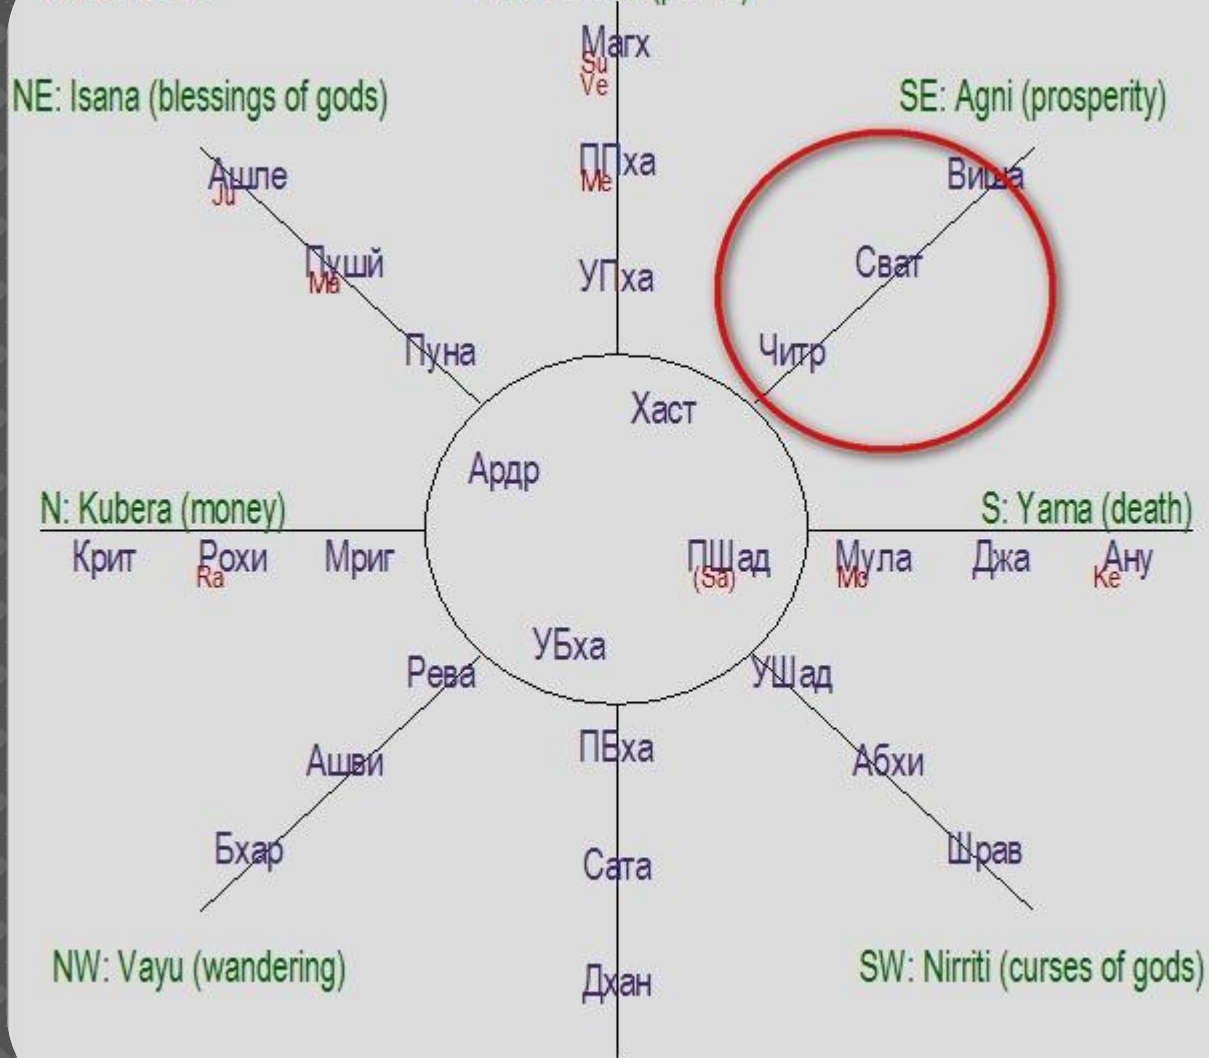 Магх
Su
Ve
NE: Isana (blessings of gods)
SE: Agni (prosperity)
Ашле
Ju
ППха
Me
Виша
Пушй
Ma
УПха
Сват
Пуна
Читр
Хаст
Ардр
N: Kubera (money)
S: Yama (death)
Крит
Рохи
Ra
Мриг
ПШад
(Sa)
Мула
Mo
Джа
Ану
Ke
УБха
Рева
УШад
ПБха
Ашви
Абхи
Бхар
Сата
Шрав
NW: Vayu (wandering)
Дхан
SW: Nirriti (curses of gods)